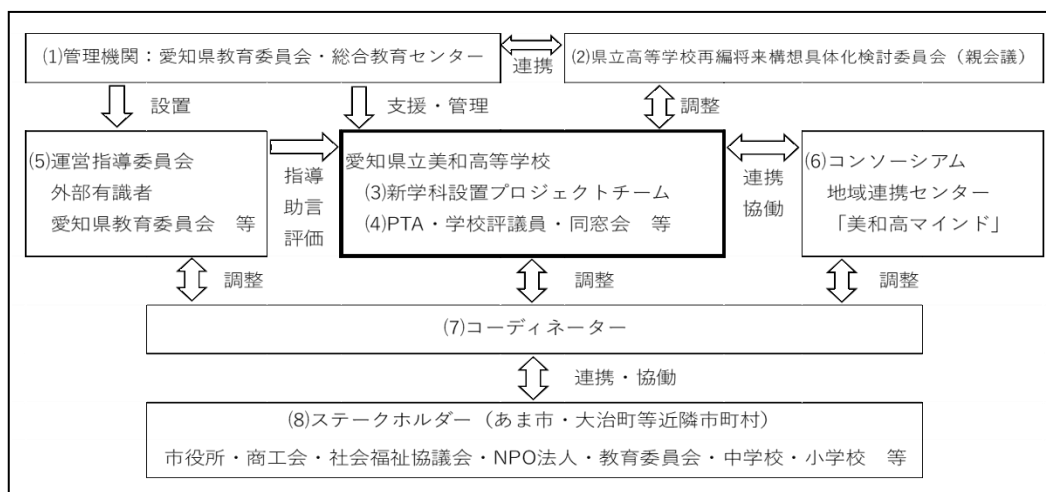 ⑴管理機関：愛知県教育委員会・総合教育センター
連携
⑵県立高等学校再編将来構想具体化検討委員会（親会議）
設置
支援・管理
調整
⑸運営指導委員会
外部有識者
愛知県教育委員会　等
指導
助言
評価
愛知県立美和高等学校
⑶新学科設置プロジェクトチーム
⑷PTA・学校評議員・同窓会　等
連携
協働
⑹コンソーシアム
地域連携センター
「美和高マインド」
調整
調整
調整
⑺コーディネーター
連携・協働
⑻ステークホルダー（あま市・大治町等近隣市町村）
市役所・商工会・社会福祉協議会・NPO法人・教育委員会・中学校・小学校　等